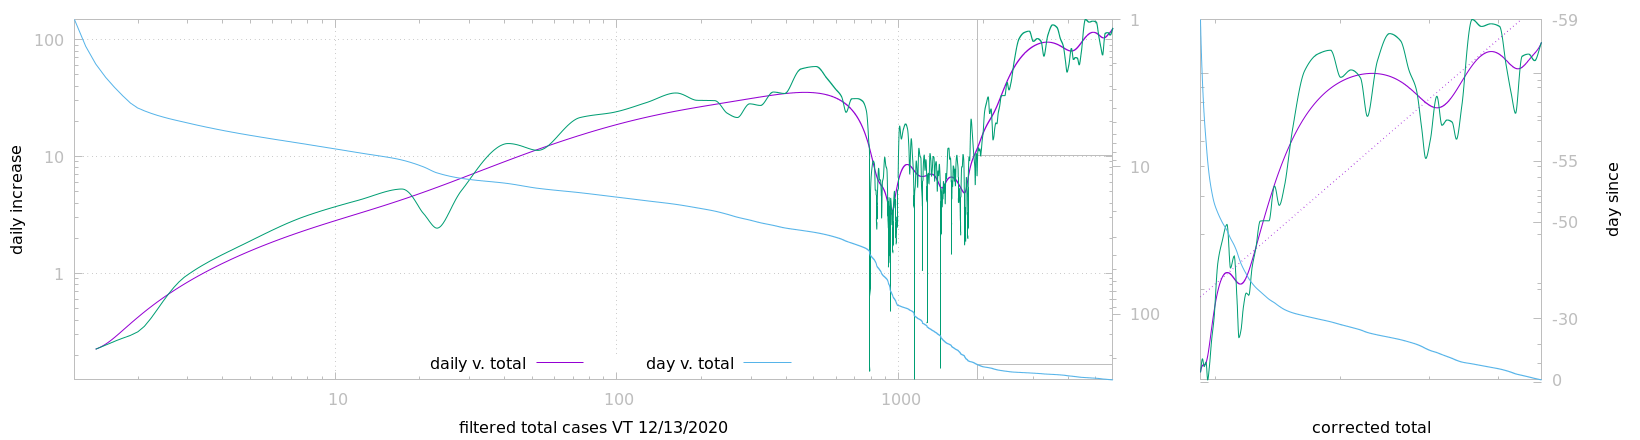 daily increase
100
10
1
daily v. total
day v. total
10
100
1000
filtered total cases VT 12/13/2020
1
10
100
-59
-55
-50
-30
0
day since
corrected total